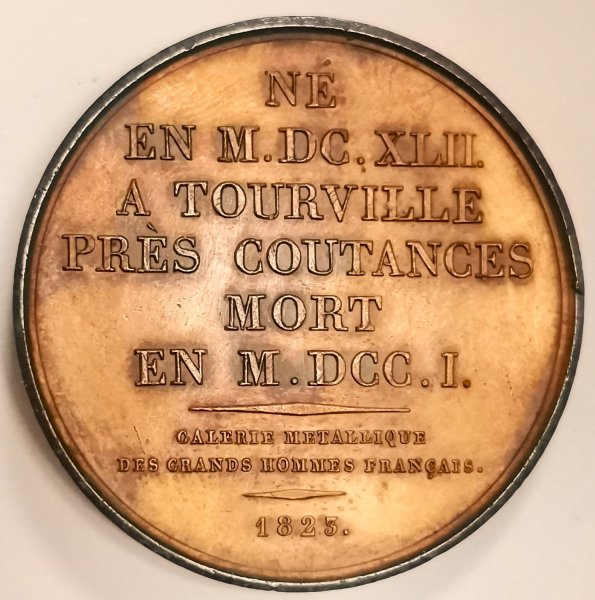 NÉ
EN M.DC.XLII.
A TOURVILLE
PRÈS COUTANCES
MORT
EN M.DCC.I.
GALERIE METALLIQUE
DES GRANDS HOMMES FRANÇAIS.
1823.